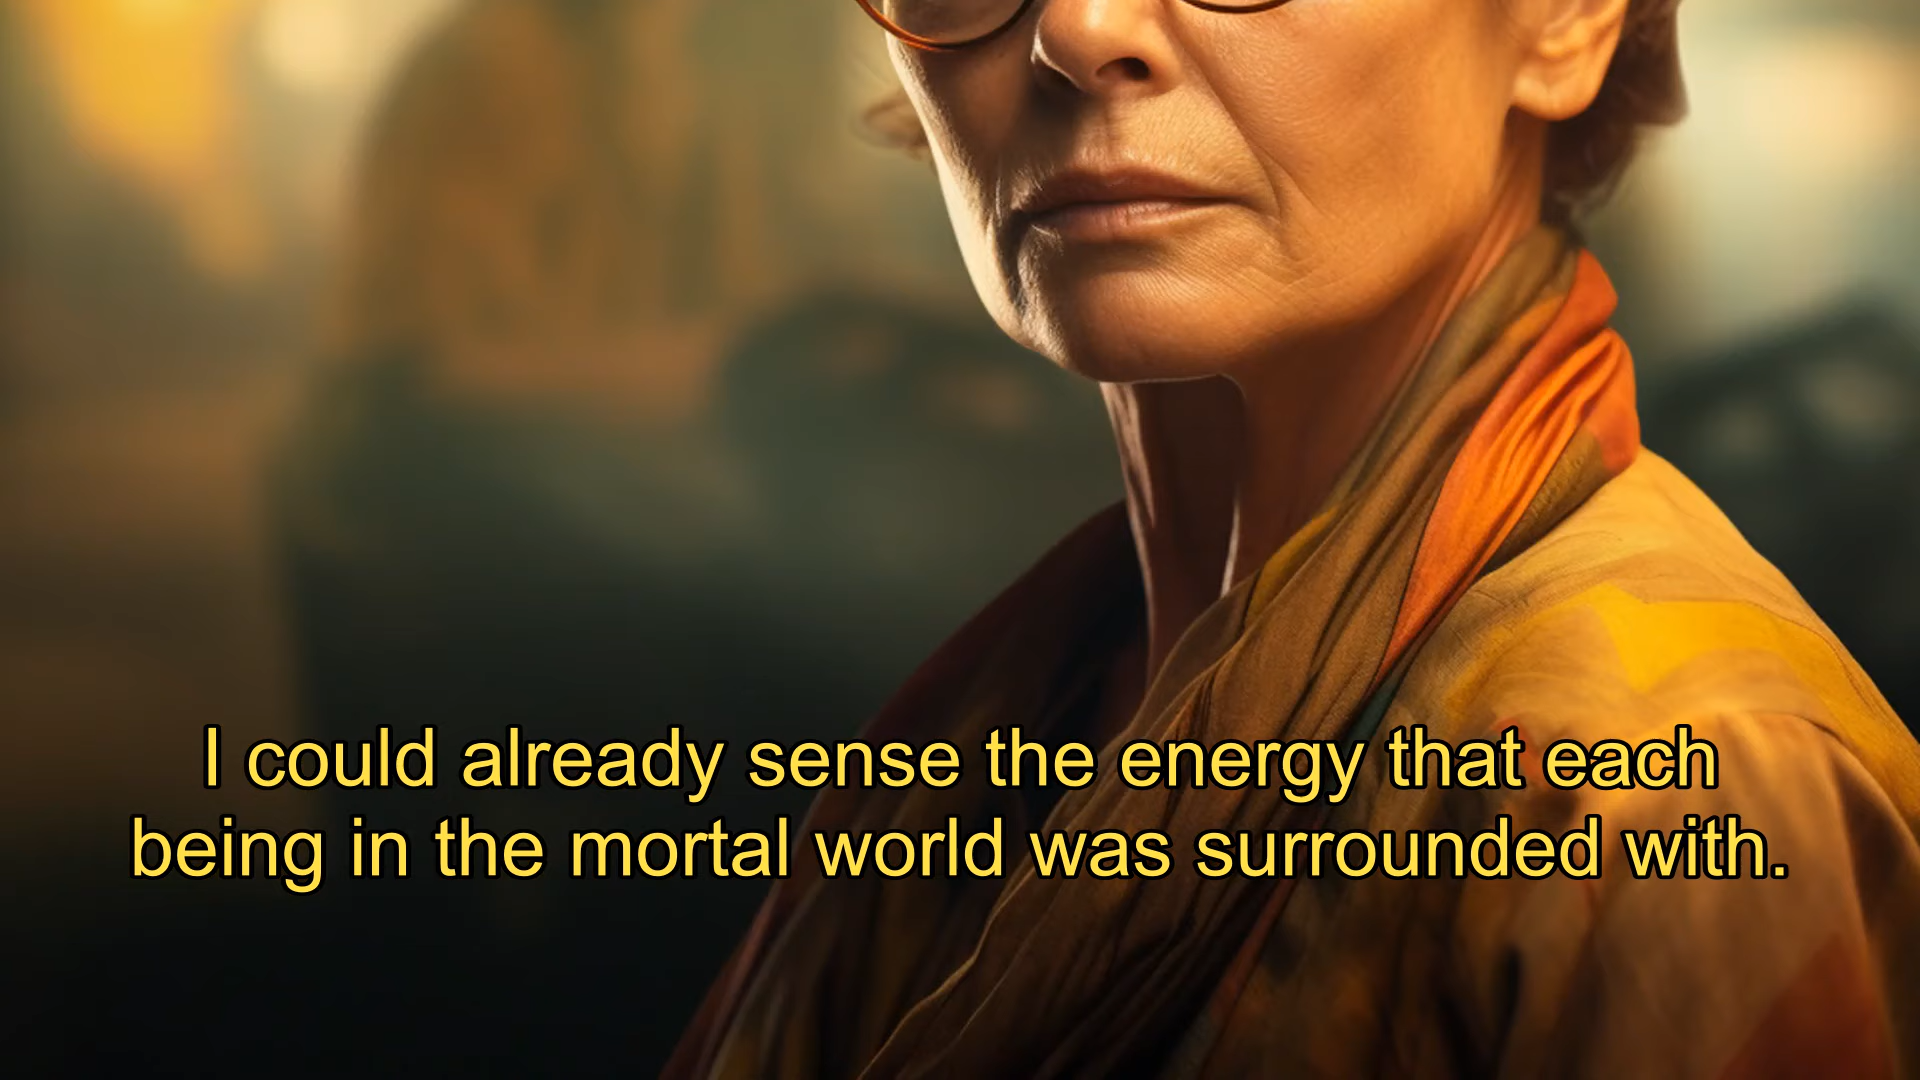 I could already sense the energy that each
being in the mortal world was surrounded with.